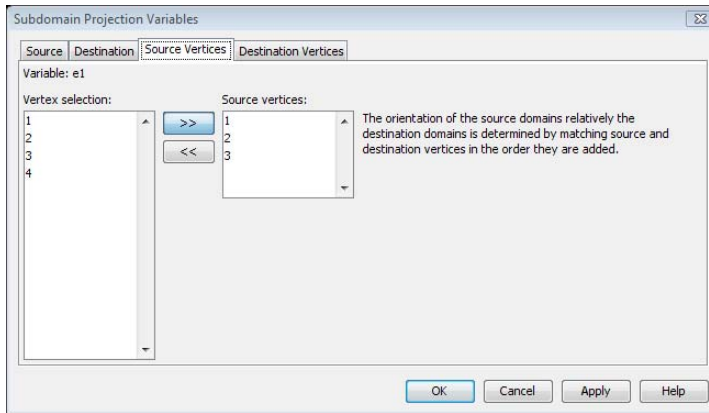 Subdomain Projection Variables
Source Destination Source Vertices Destination Vertices
Variable: e1
Vertex selection: Source vertices:
1
2
3
4
>>
<<
1
2
3
The orientation of the source domains relatively the
destination domains is determined by matching source and
destination vertices in the order they are added.
OK Cancel Apply Help